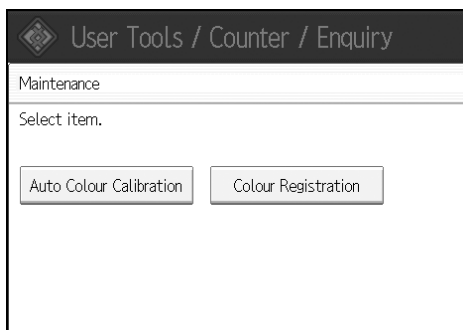 User Tools / Counter / Enquiry
Maintenance
Select item.
Auto Colour Calibration Colour Registration